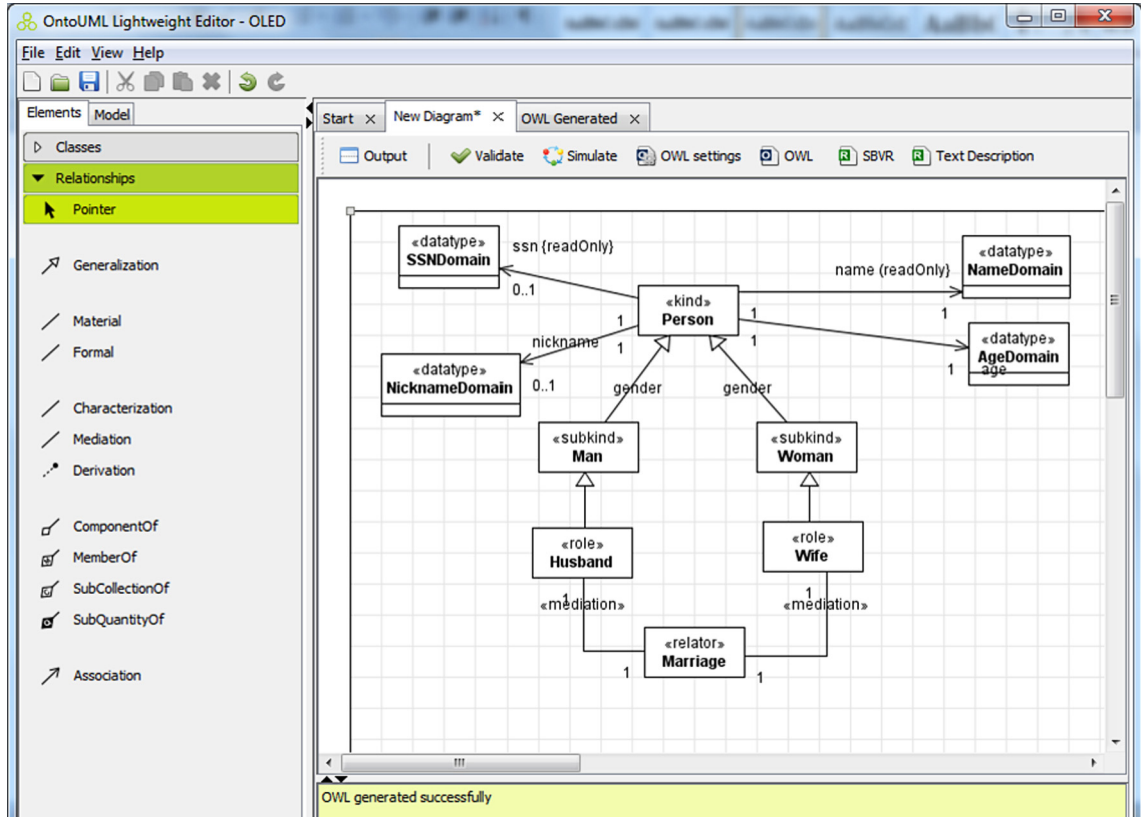 OntoUML Lightweight Editor - OLED
File Edit View Help
Elements Model
Classes
Relationships
Pointer
Generalization
Material
Formal
Characterization
Mediation
Derivation
ComponentOf
MemberOf
SubCollectionOf
SubQuantityOf
Association
Start New Diagram* OWL Generated
Output Validate Simulate OWL settings OWL SBVR Text Description
«datatype»
SSNDomain
ssn {readOnly}
0..1
name (readOnly}
«datatype»
NameDomain
1
«kind»
Person
1
1
1
1
nickname
«datatype»
NicknameDomain
0..1
«datatype»
AgeDomain
1
age
gender
gender
«subkind»
Man
«subkind»
Woman
«role»
Husband
«role»
Wife
1
«mediation»
1
«mediation»
«relator»
Marriage
1
1
OWL generated successfully